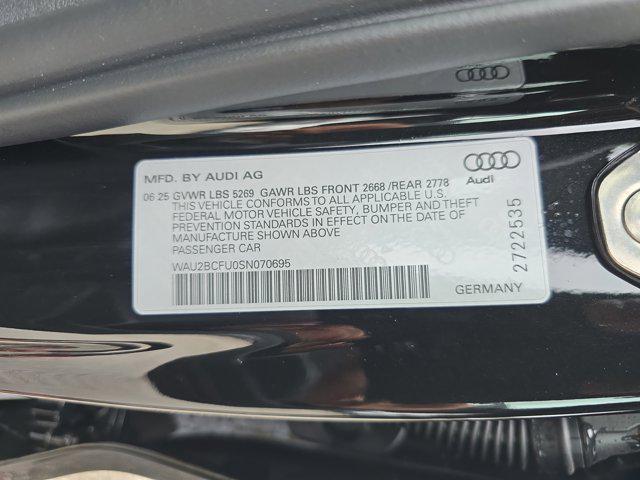 MFD. BY AUDI AG
06 25 GVWR LBS 5269 GAWR LBS FRONT 2668 /REAR 2778
THIS VEHICLE CONFORMS TO ALL APPLICABLE U.S.
FEDERAL MOTOR VEHICLE SAFETY, BUMPER AND THEFT
PREVENTION STANDARDS IN EFFECT ON THE DATE OF
MANUFACTURE SHOWN ABOVE
PASSENGER CAR
WAU2BCFU0SN070695
Audi
2722535
GERMANY